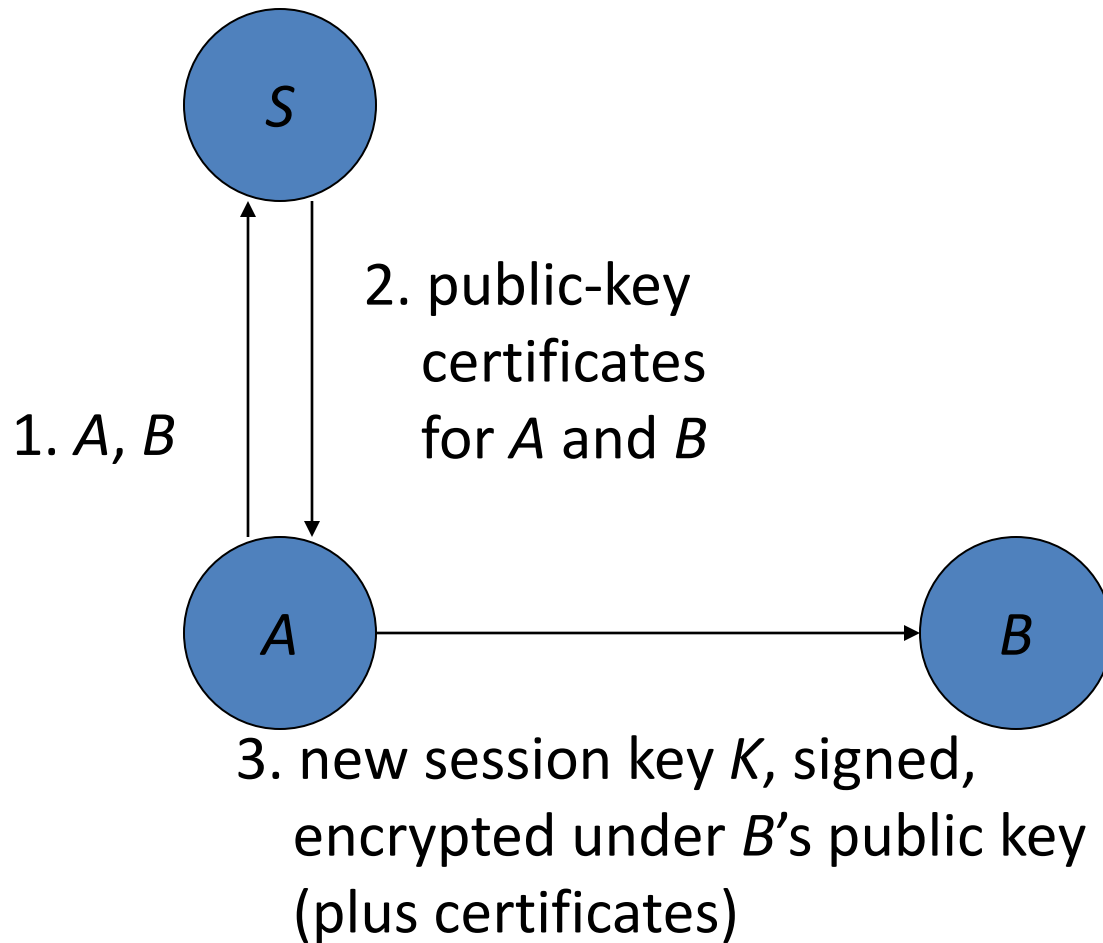 S
2. public-key
certificates
for A and B
1. A, B
A
B
3. new session key K, signed,
encrypted under B’s public key
(plus certificates)